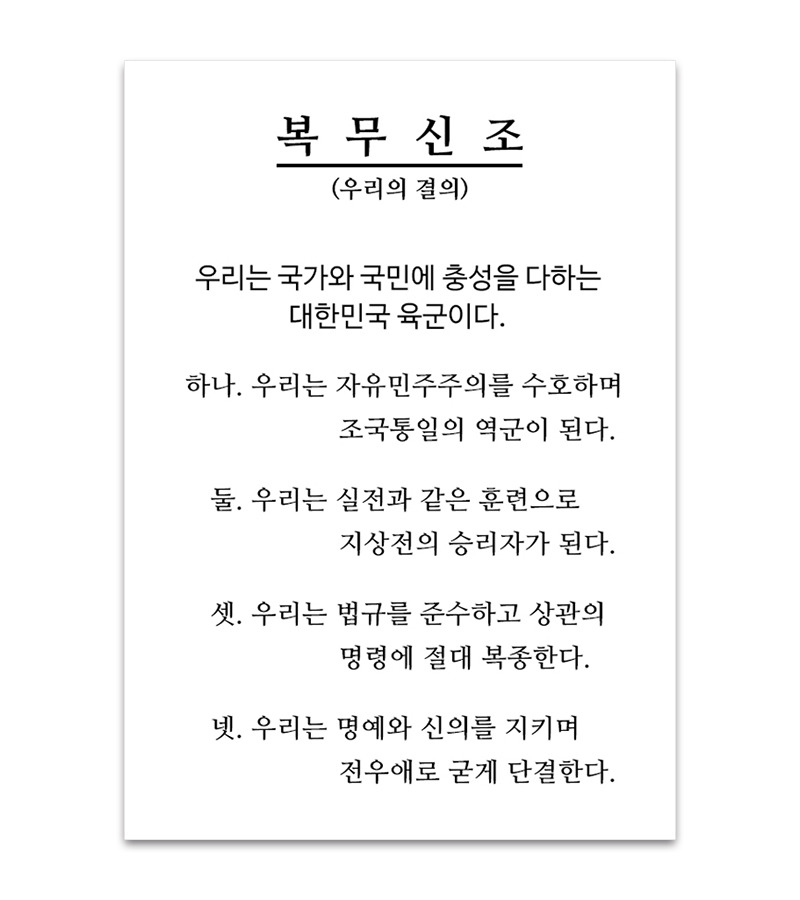 복 무 신 조
(우리의 결의)
우리는 국가와 국민에 충성을 다하는
대한민국 육군이다.
하나. 우리는 자유민주주의를 수호하며
조국통일의 역군이 된다.
둘. 우리는 실전과 같은 훈련으로
지상전의 승리자가 된다.
셋. 우리는 법규를 준수하고 상관의
명령에 절대 복종한다.
넷. 우리는 명예와 신의를 지키며
전우애로 굳게 단결한다.